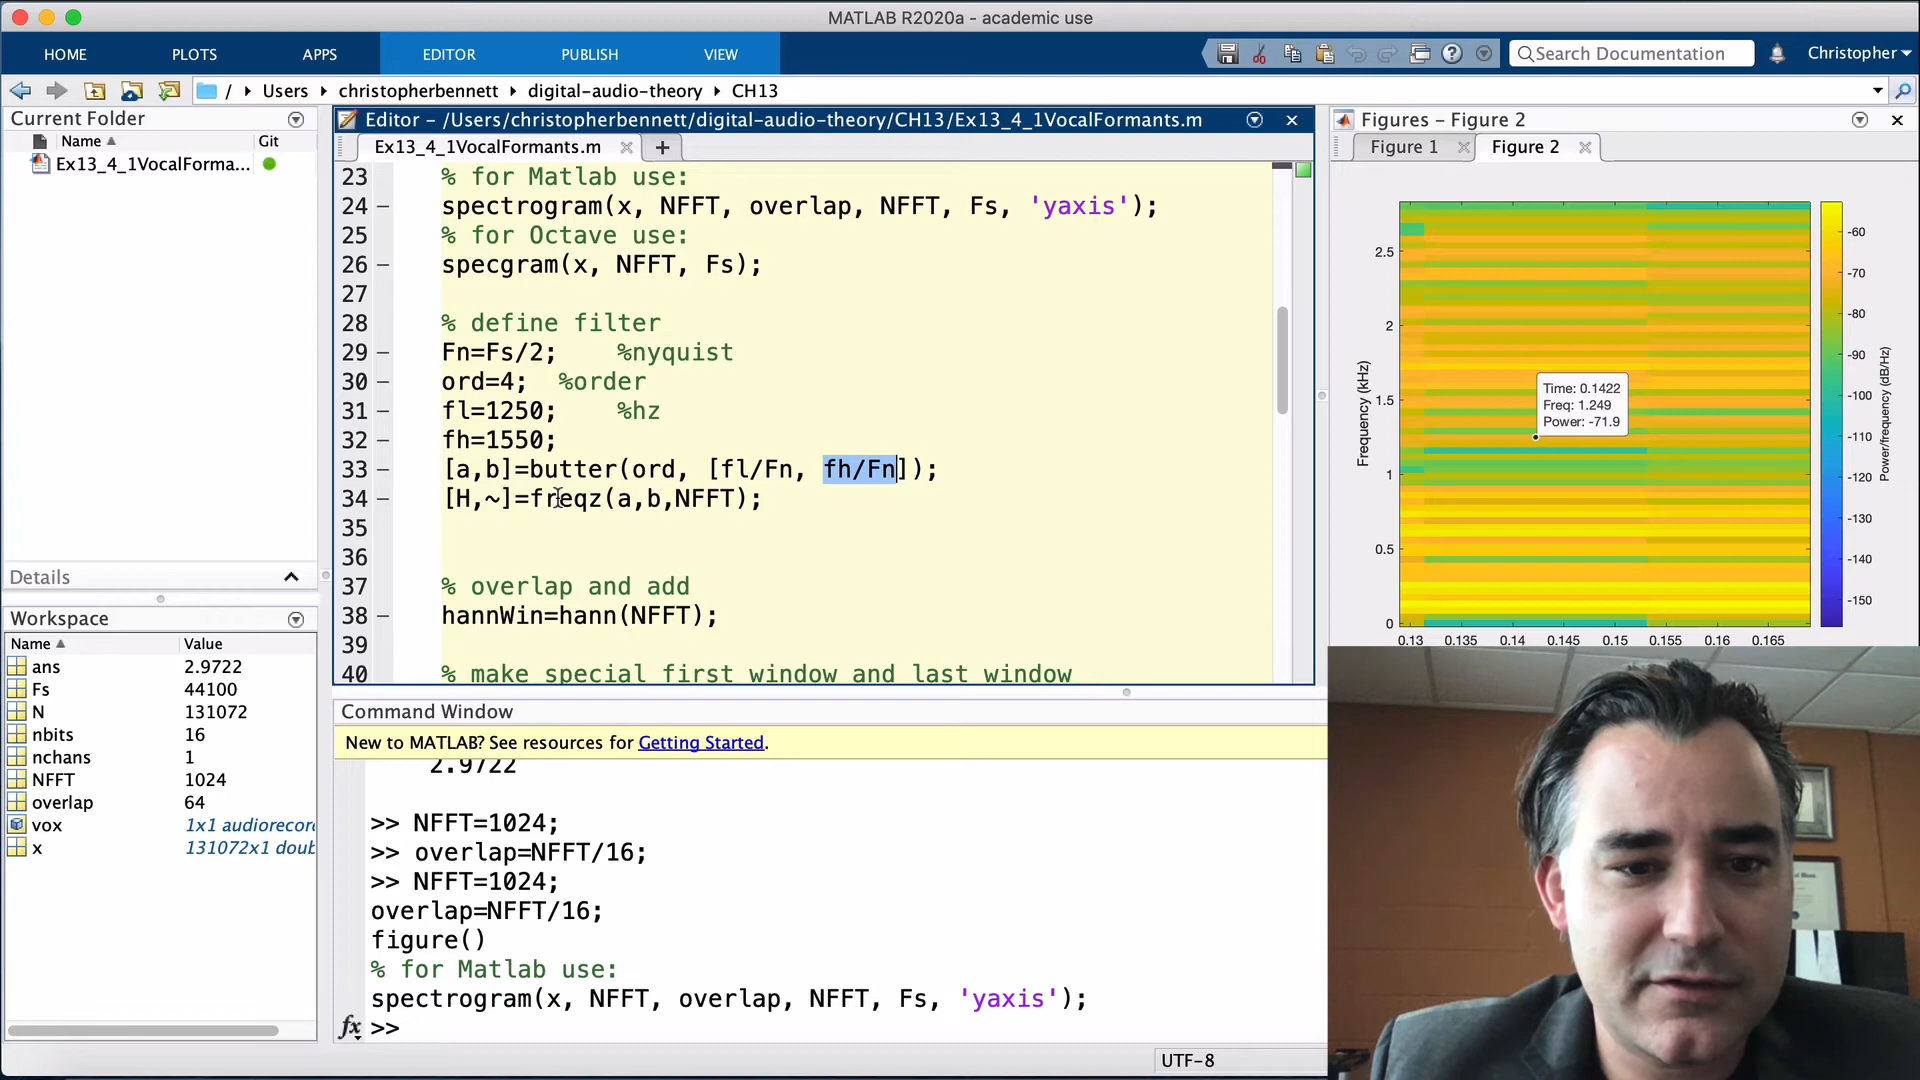 MATLAB R2020a - academic use
HOME PLOTS APPS EDITOR PUBLISH VIEW Search Documentation Christopher
/ Users christopherbennett digital-audio-theory CH13
Current Folder
Name Git
Ex13_4_1VocalForma...
Details
Workspace
Name Value
ans 2.9722
Fs 44100
N 131072
nbits 16
nchans 1
NFFT 1024
overlap 64
vox 1x1 audiorecor
x 131072x1 doub
Editor - /Users/christopherbennett/digital-audio-theory/CH13/Ex13_4_1VocalFormants.m
Ex13_4_1VocalFormants.m
23 % for Matlab use:
24 – spectrogram(x, NFFT, overlap, NFFT, Fs, 'yaxis');
25 % for Octave use:
26 – specgram(x, NFFT, Fs);
27
28 % define filter
29 – Fn=Fs/2; %nyquist
30 – ord=4; %order
31 – fl=1250; %hz
32 – fh=1550;
33 – [a,b]=butter(ord, [fl/Fn, fh/Fn]);
34 – [H,~]=freqz(a,b,NFFT);
35
36
37 % overlap and add
38 – hannWin=hann(NFFT);
39
40 % make special first window and last window
Command Window
New to MATLAB? See resources for Getting Started.
2.9722
>> NFFT=1024;
>> overlap=NFFT/16;
>> NFFT=1024;
overlap=NFFT/16;
figure()
% for Matlab use:
spectrogram(x, NFFT, overlap, NFFT, Fs, 'yaxis');
fx >>
UTF-8
Figures - Figure 2
Figure 1 Figure 2
2.5
2
1.5
1
0.5
0
Frequency (kHz)
Time: 0.1422
Freq: 1.249
Power: -71.9
0.13 0.135 0.14 0.145 0.15 0.155 0.16 0.165
-60
-70
-80
-90
-100
-110
-120
-130
-140
-150
Power/frequency (dB/Hz)